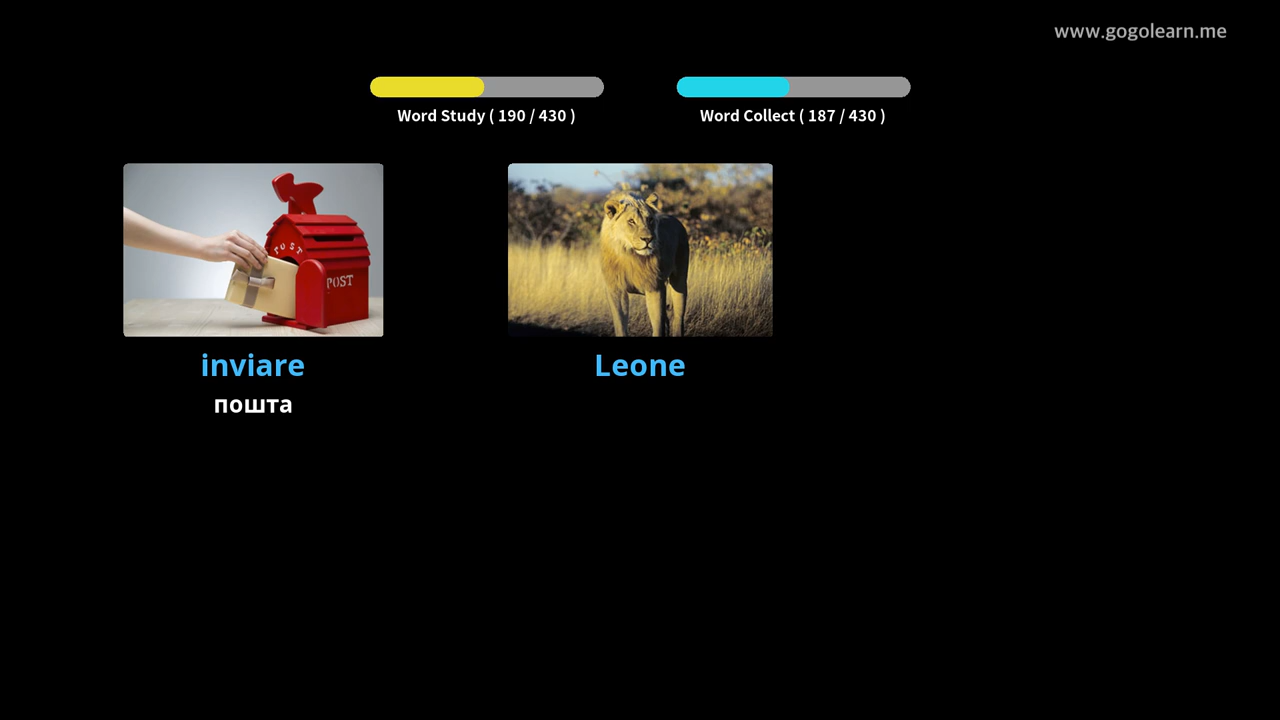 www.gogolearn.me
Word Study ( 190 / 430 )
Word Collect ( 187 / 430 )
POST
POST
inviare
Leone
пошта